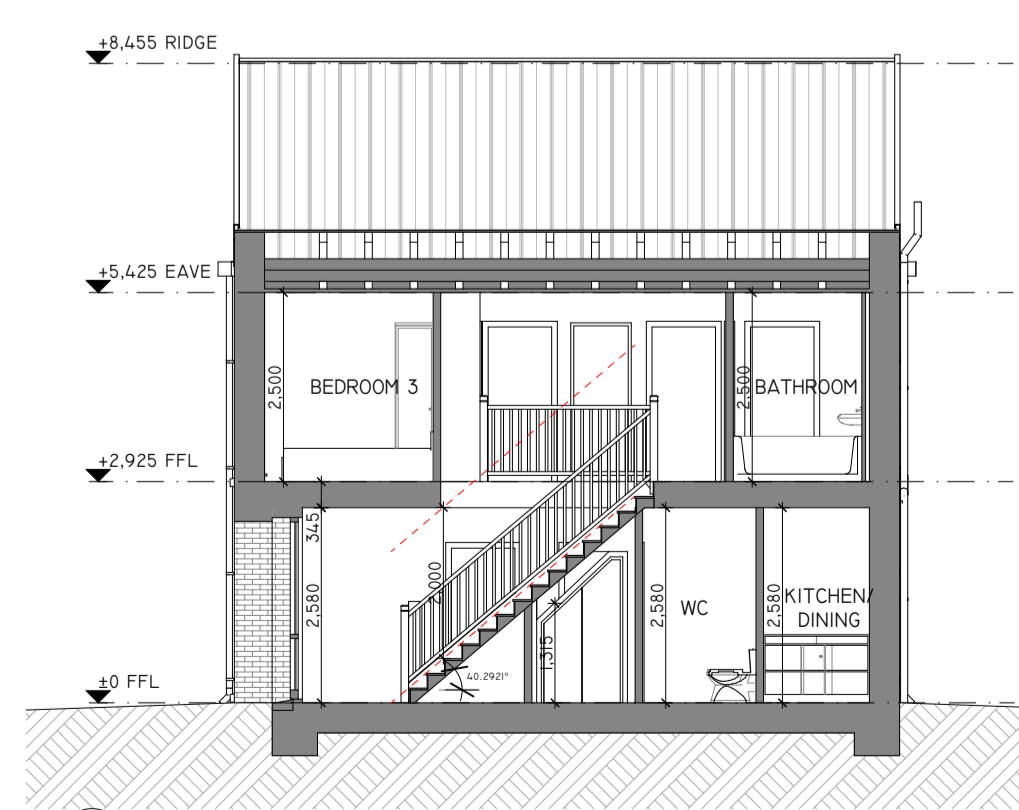 +8,455 RIDGE
+5,425 EAVE
2,500
BEDROOM 3
2,500
BATHROOM
+2,925 FFL
345
2,580
2,000
2,580
WC
2,580
KITCHEN/
DINING
1,315
40.2921°
±0 FFL